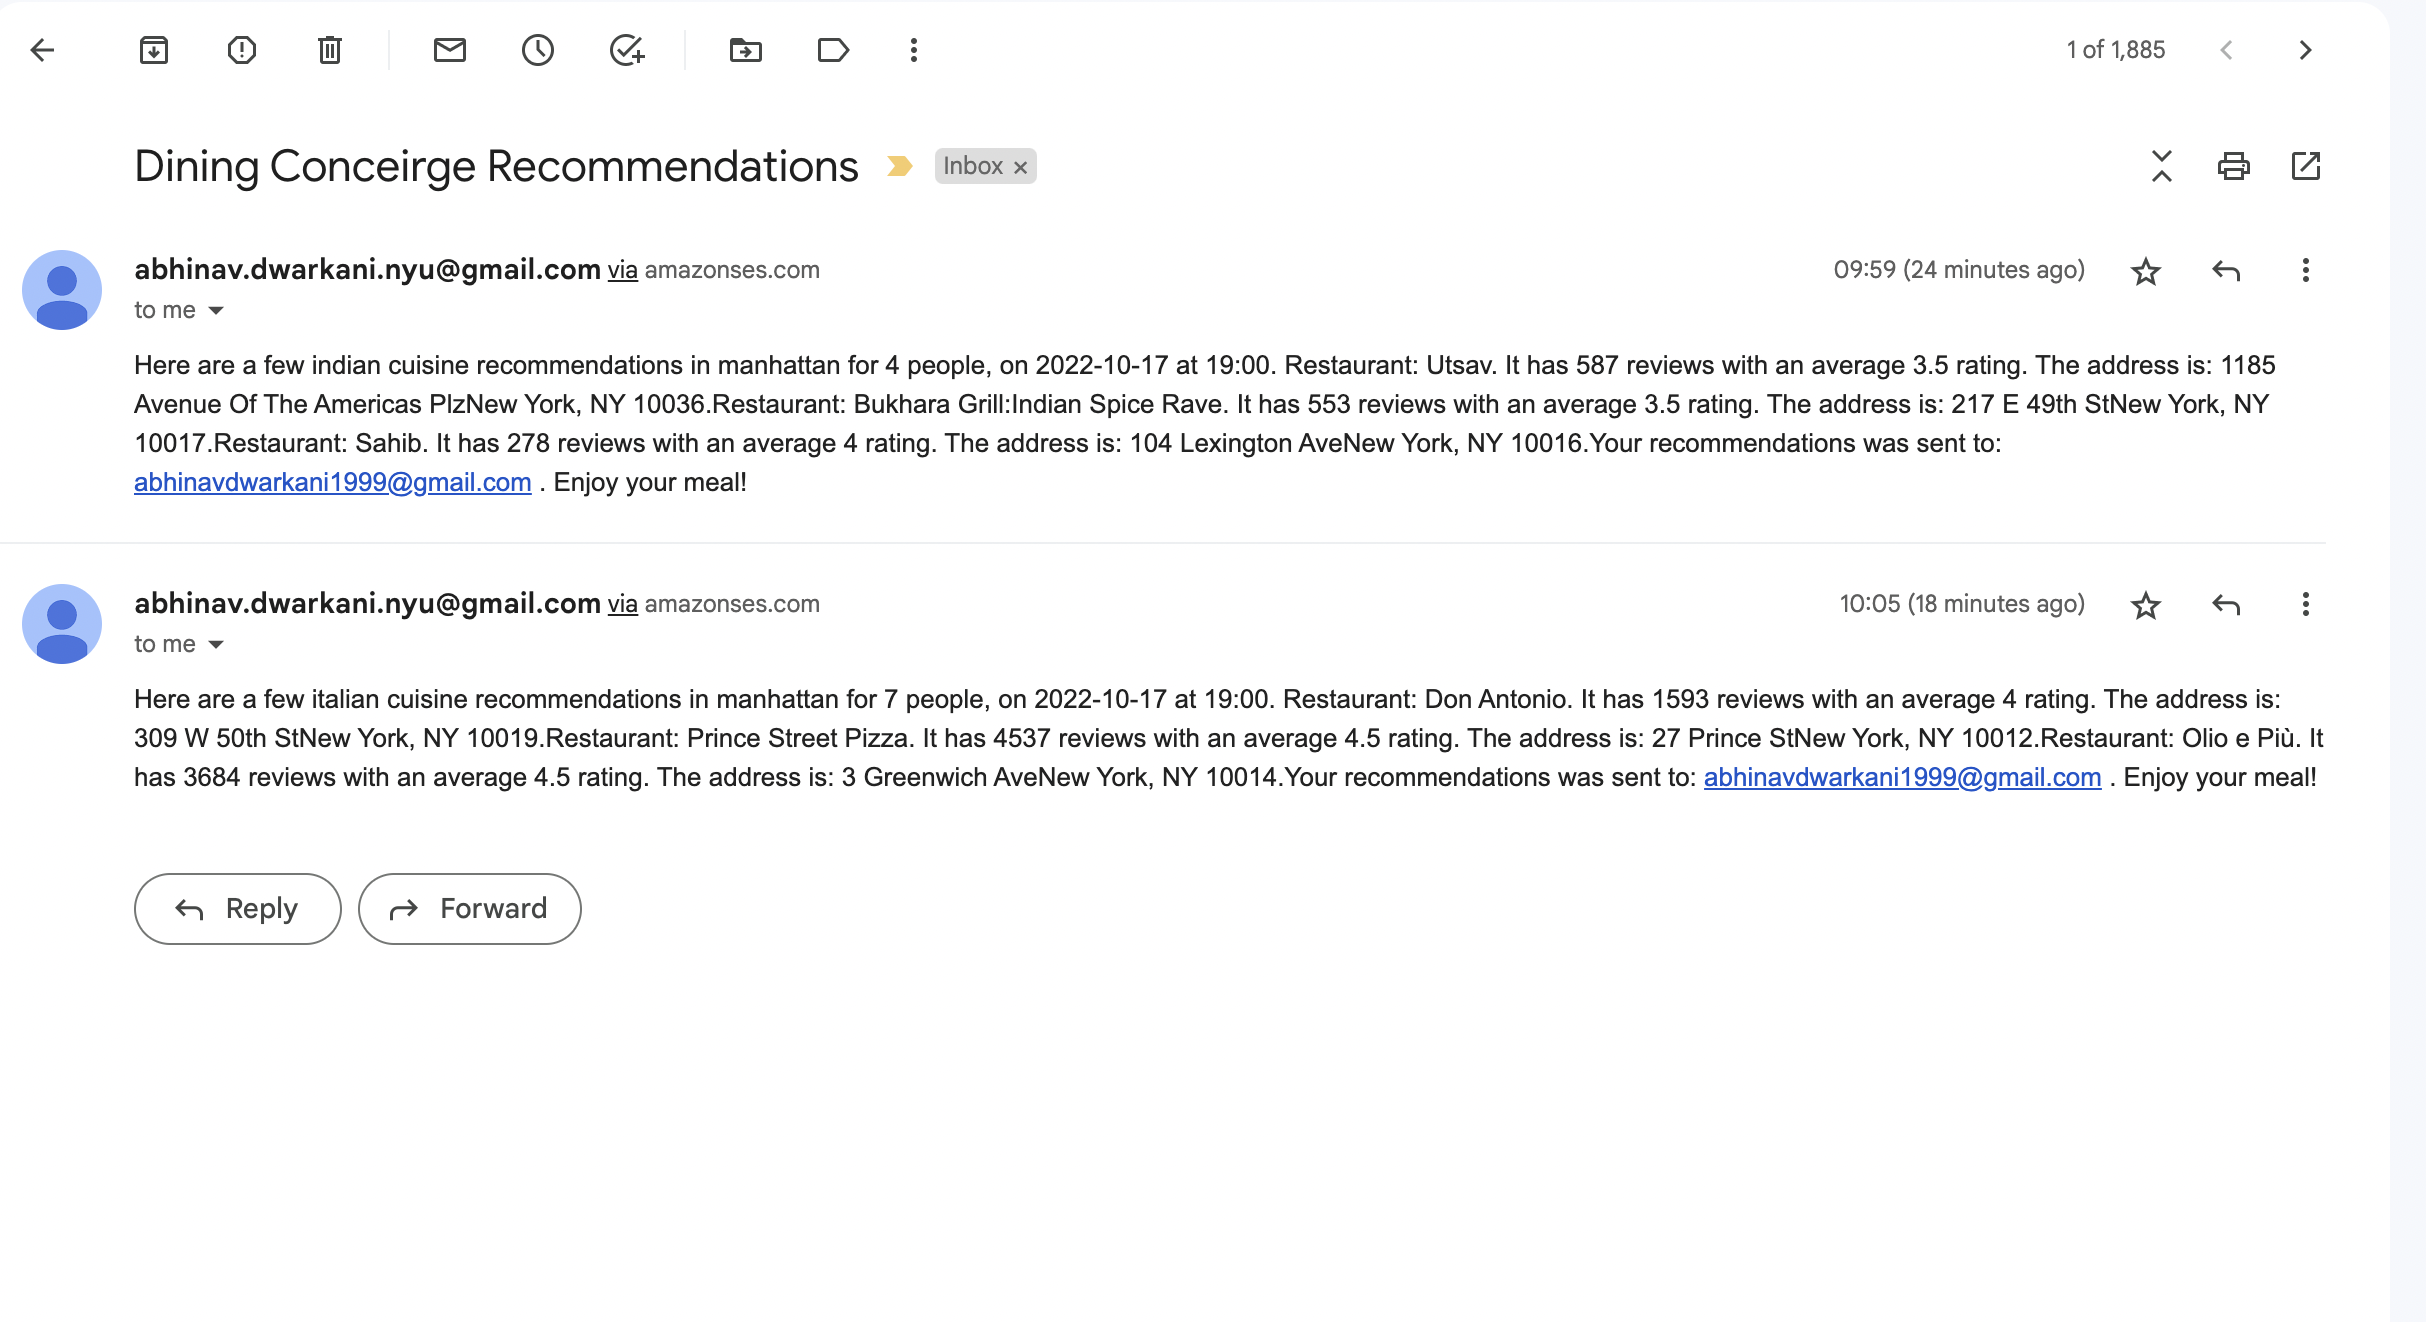 1 of 1,885
Dining Conceirge Recommendations Inbox ×
abhinav.dwarkani.nyu@gmail.com via amazonses.com 09:59 (24 minutes ago)
to me
Here are a few indian cuisine recommendations in manhattan for 4 people, on 2022-10-17 at 19:00. Restaurant: Utsav. It has 587 reviews with an average 3.5 rating. The address is: 1185
Avenue Of The Americas PlzNew York, NY 10036.Restaurant: Bukhara Grill:Indian Spice Rave. It has 553 reviews with an average 3.5 rating. The address is: 217 E 49th StNew York, NY
10017.Restaurant: Sahib. It has 278 reviews with an average 4 rating. The address is: 104 Lexington AveNew York, NY 10016.Your recommendations was sent to:
abhinavdwarkani1999@gmail.com . Enjoy your meal!
abhinav.dwarkani.nyu@gmail.com via amazonses.com 10:05 (18 minutes ago)
to me
Here are a few italian cuisine recommendations in manhattan for 7 people, on 2022-10-17 at 19:00. Restaurant: Don Antonio. It has 1593 reviews with an average 4 rating. The address is:
309 W 50th StNew York, NY 10019.Restaurant: Prince Street Pizza. It has 4537 reviews with an average 4.5 rating. The address is: 27 Prince StNew York, NY 10012.Restaurant: Olio e Più. It
has 3684 reviews with an average 4.5 rating. The address is: 3 Greenwich AveNew York, NY 10014.Your recommendations was sent to: abhinavdwarkani1999@gmail.com . Enjoy your meal!
Reply Forward